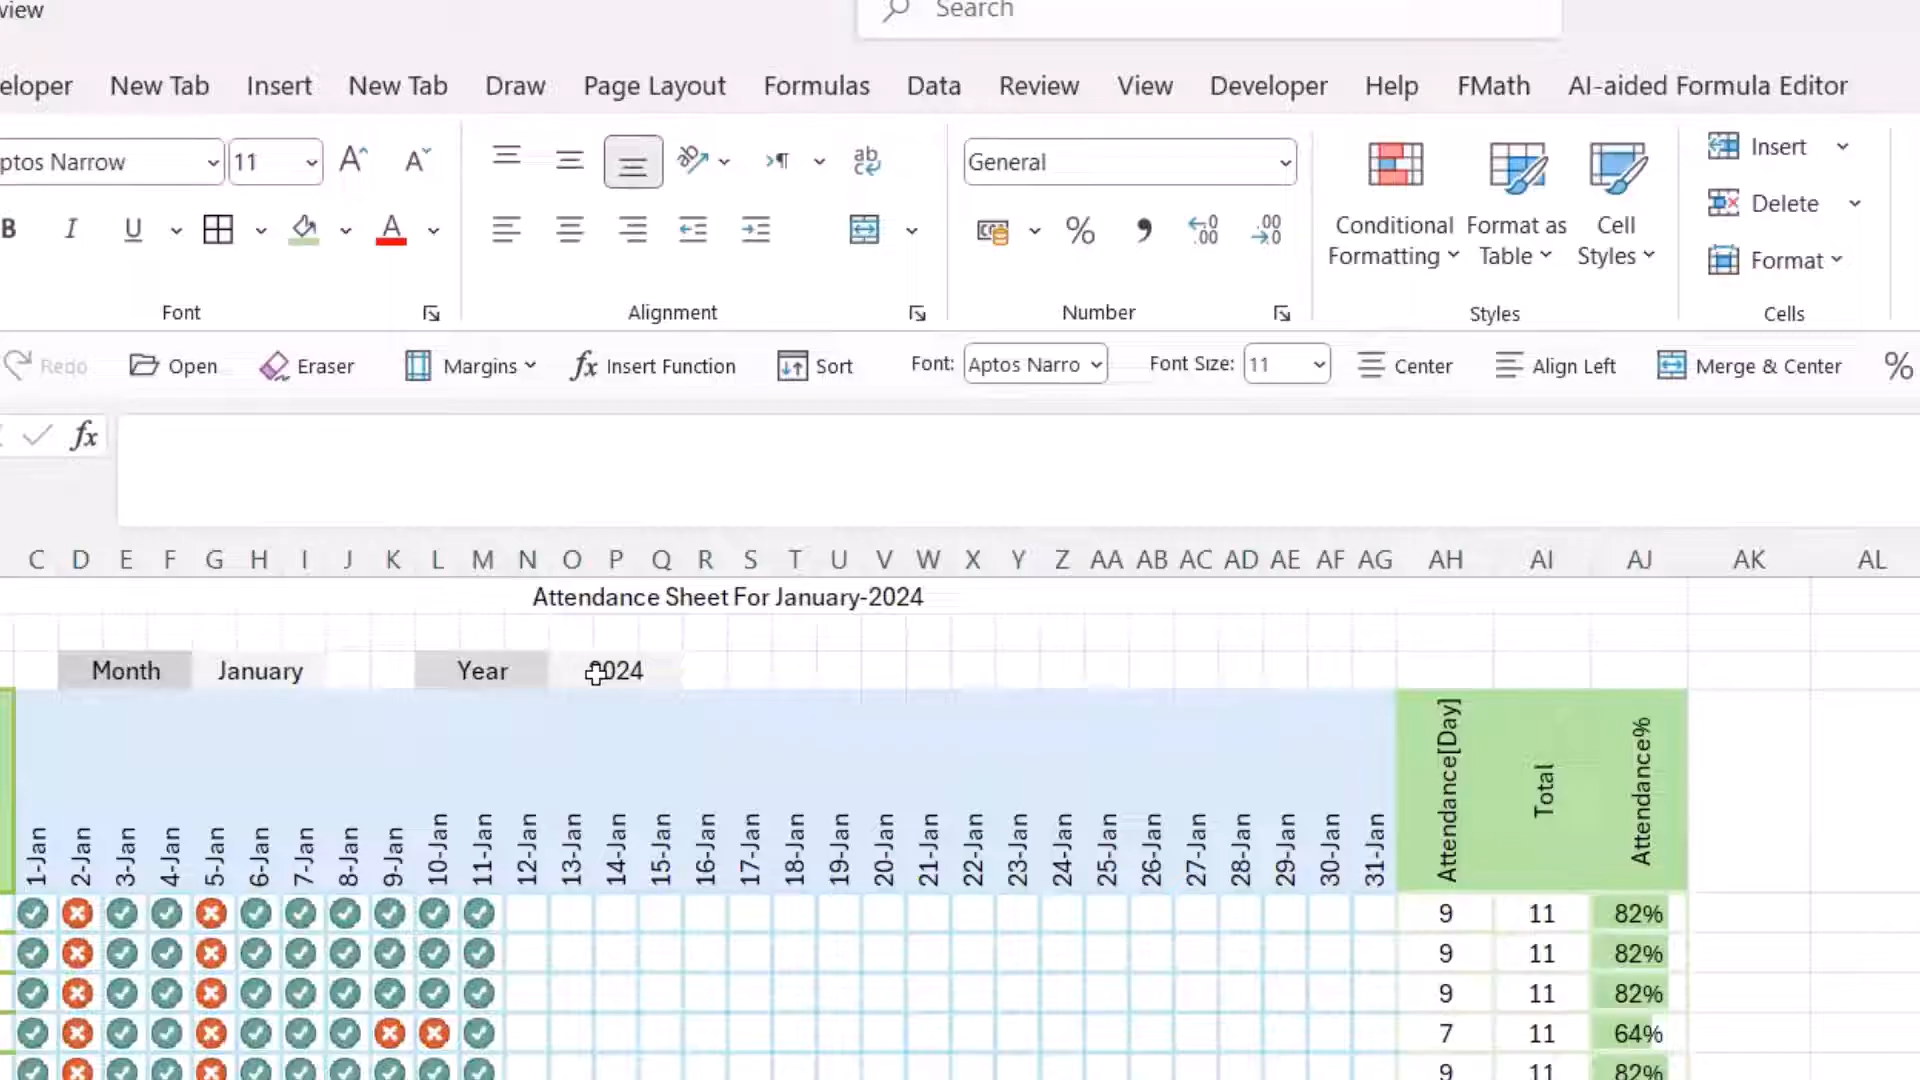 view
Search
eloper New Tab Insert New Tab Draw Page Layout Formulas Data Review View Developer Help FMath AI-aided Formula Editor
ptos Narrow 11 A^ Aˇ ab General Insert
B I U A % , .00 .00 Conditional Formatting Format as Table Cell Styles Delete
Format
Font Alignment Number Styles Cells
Redo Open Eraser Margins fx Insert Function Sort Font: Aptos Narro Font Size: 11 Center Align Left Merge & Center %
fx
C D E F G H I J K L M N O P Q R S T U V W X Y Z AA AB AC AD AE AF AG AH AI AJ AK AL
Attendance Sheet For January-2024
Month January Year 024
1-Jan 2-Jan 3-Jan 4-Jan 5-Jan 6-Jan 7-Jan 8-Jan 9-Jan 10-Jan 11-Jan 12-Jan 13-Jan 14-Jan 15-Jan 16-Jan 17-Jan 18-Jan 19-Jan 20-Jan 21-Jan 22-Jan 23-Jan 24-Jan 25-Jan 26-Jan 27-Jan 28-Jan 29-Jan 30-Jan 31-Jan Attendance[Day] Total Attendance%
9 11 82%
9 11 82%
9 11 82%
7 11 64%
9 11 82%